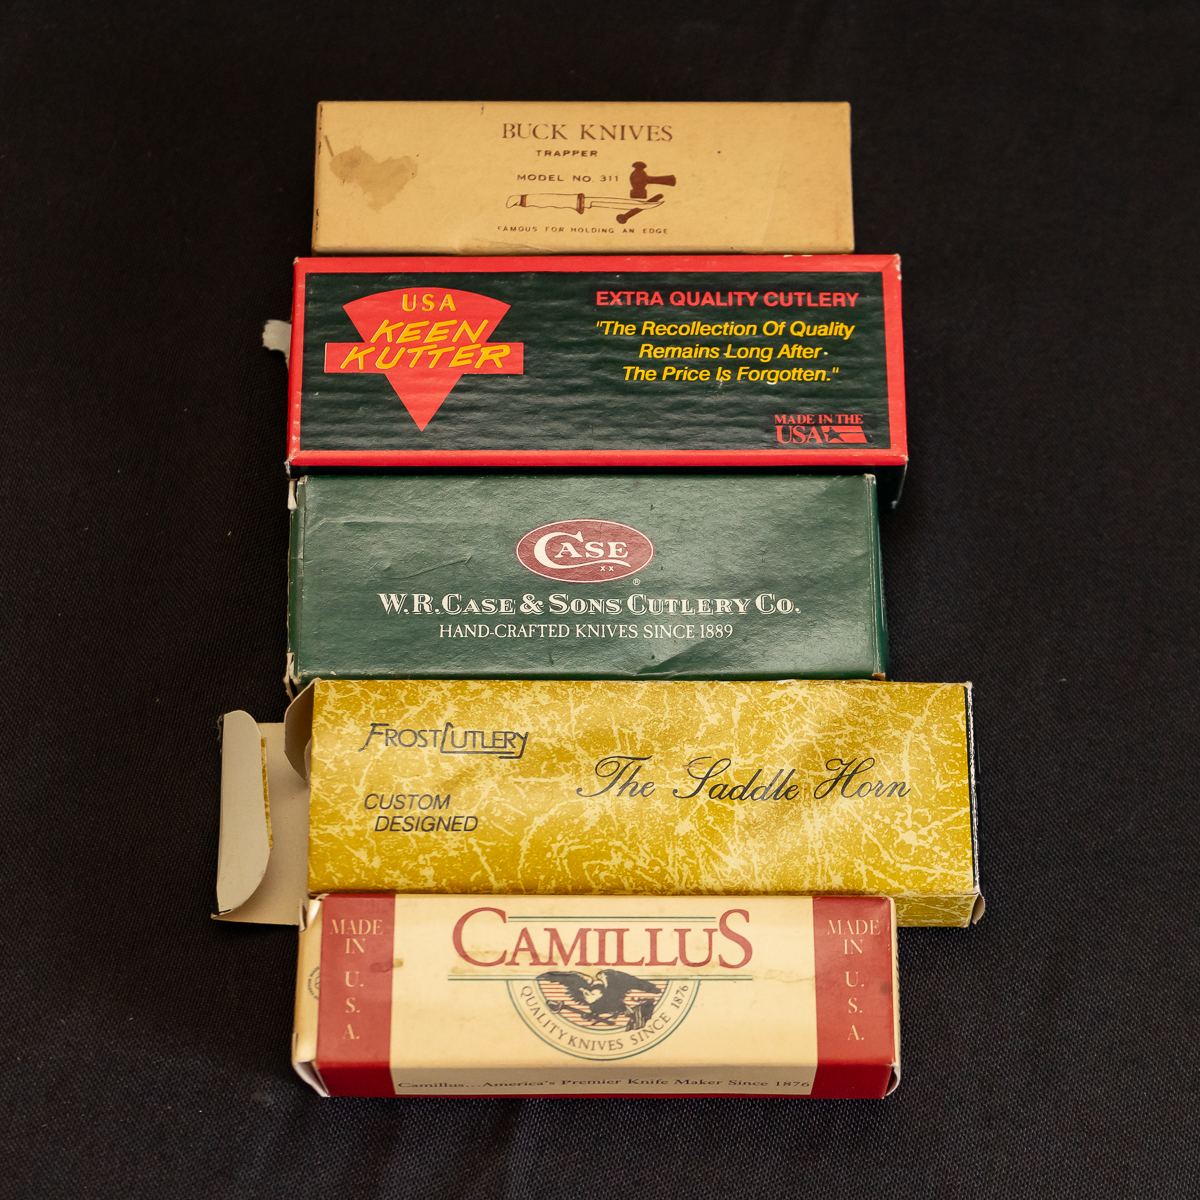 BUCK KNIVES
TRAPPER
MODEL NO. 311
FAMOUS FOR HOLDING AN EDGE
USA
KEEN
KUTTER
EXTRA QUALITY CUTLERY
"The Recollection Of Quality
Remains Long After
The Price Is Forgotten."
MADE IN THE
USA
CASE
XX
®
W.R. CASE & SONS CUTLERY CO.
HAND-CRAFTED KNIVES SINCE 1889
FROST CUTLERY
CUSTOM
DESIGNED
The Saddle Horn
MADE
IN
U.
S.
A.
CAMILLUS
QUALITY KNIVES SINCE 1876
MADE
IN
U.
S.
A.
Camillus...America's Premier Knife Maker Since 1876